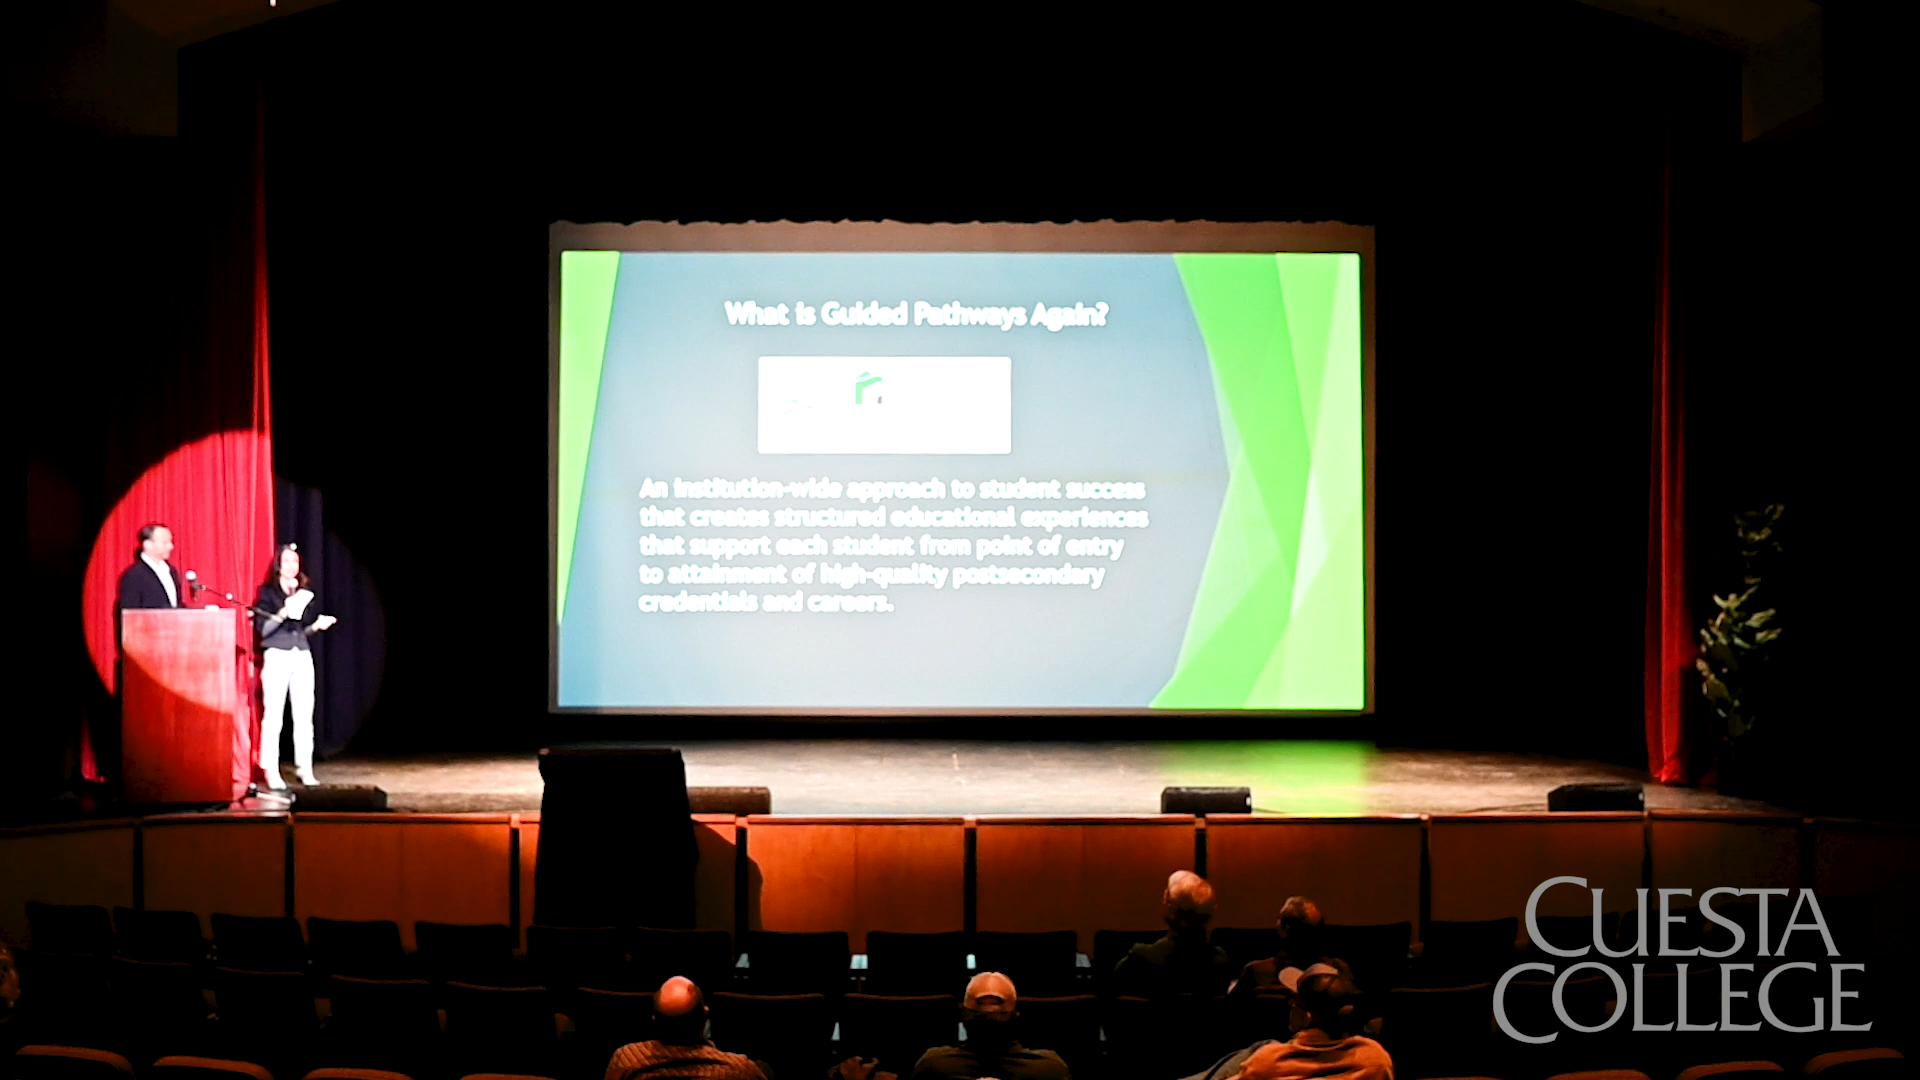 What is Guided Pathways Again?
An institution-wide approach to student success
that creates structured educational experiences
that support each student from point of entry
to attainment of high-quality postsecondary
credentials and careers.
CUESTA
COLLEGE